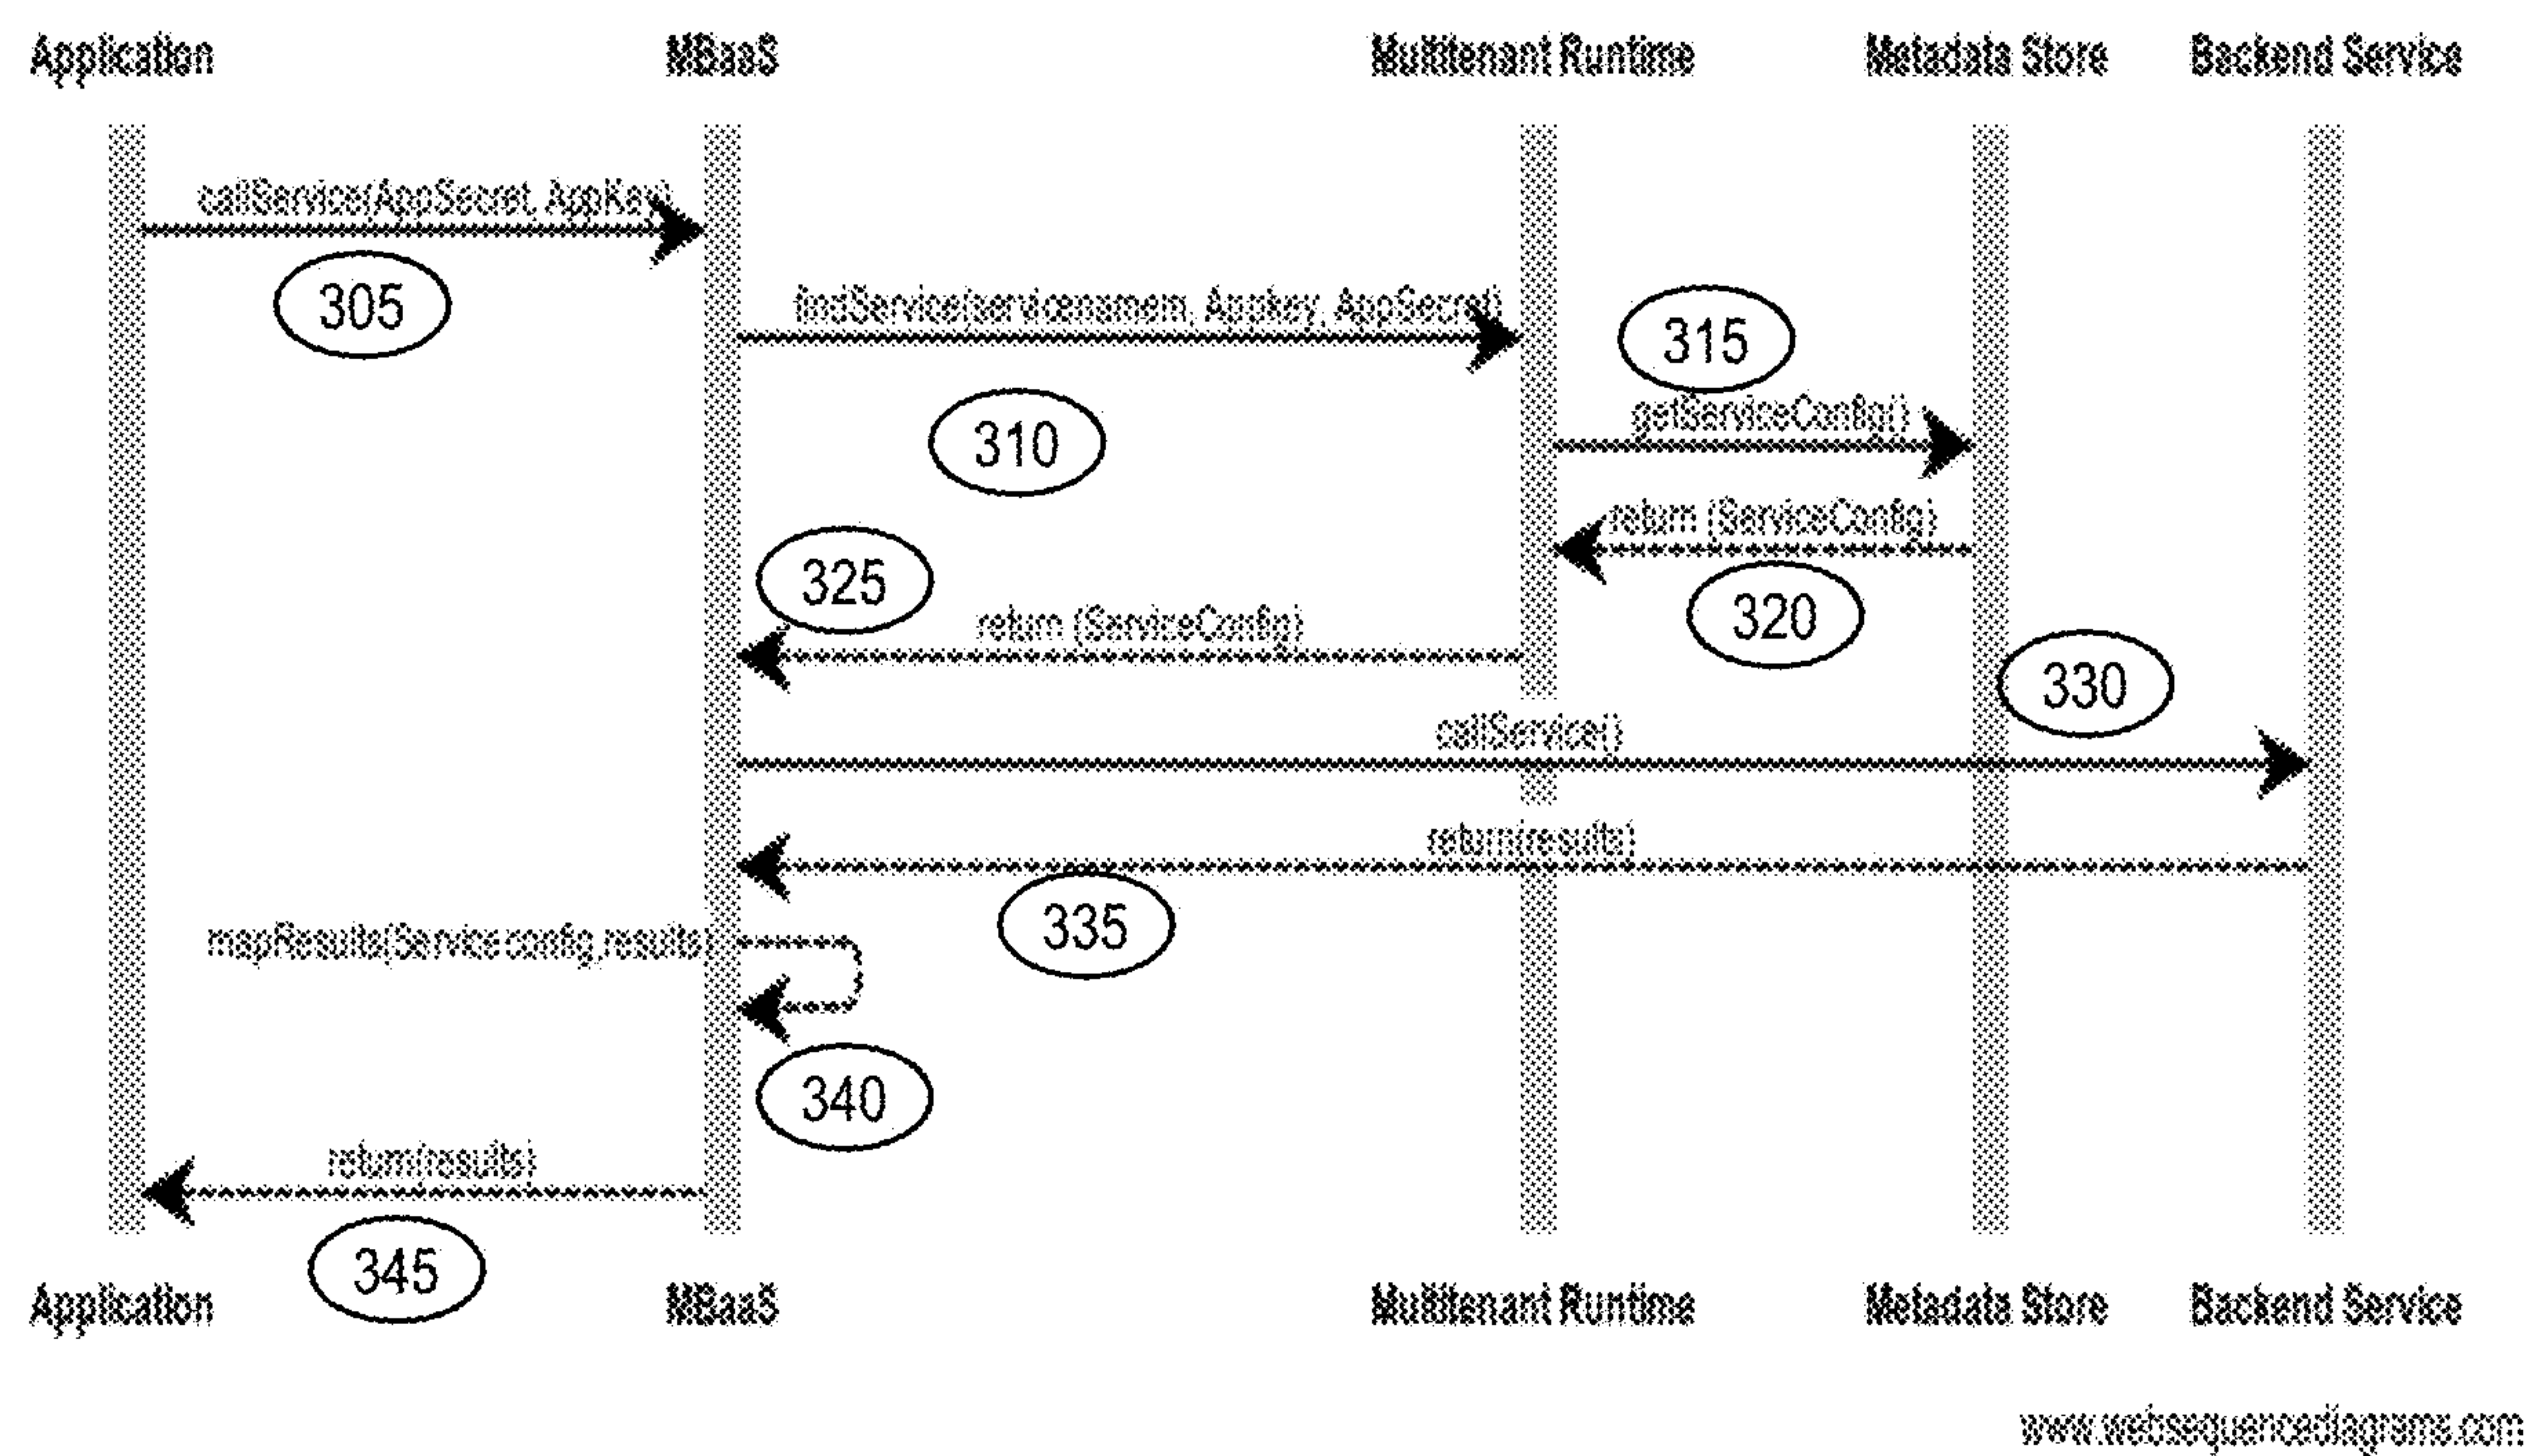 Application MBaaS Multitenant Runtime Metadata Store Backend Service
callService(AppSecret, AppKey)
305
findService(servicenamein, Appkey, AppSecret)
315
310
getServiceConfig()
return (ServiceConfig)
325
320
return (ServiceConfig)
330
callService()
return(results)
335
mapResults(Service config,results)
340
return(results)
345
Application MBaaS Multitenant Runtime Metadata Store Backend Service
www.websequencediagrams.com